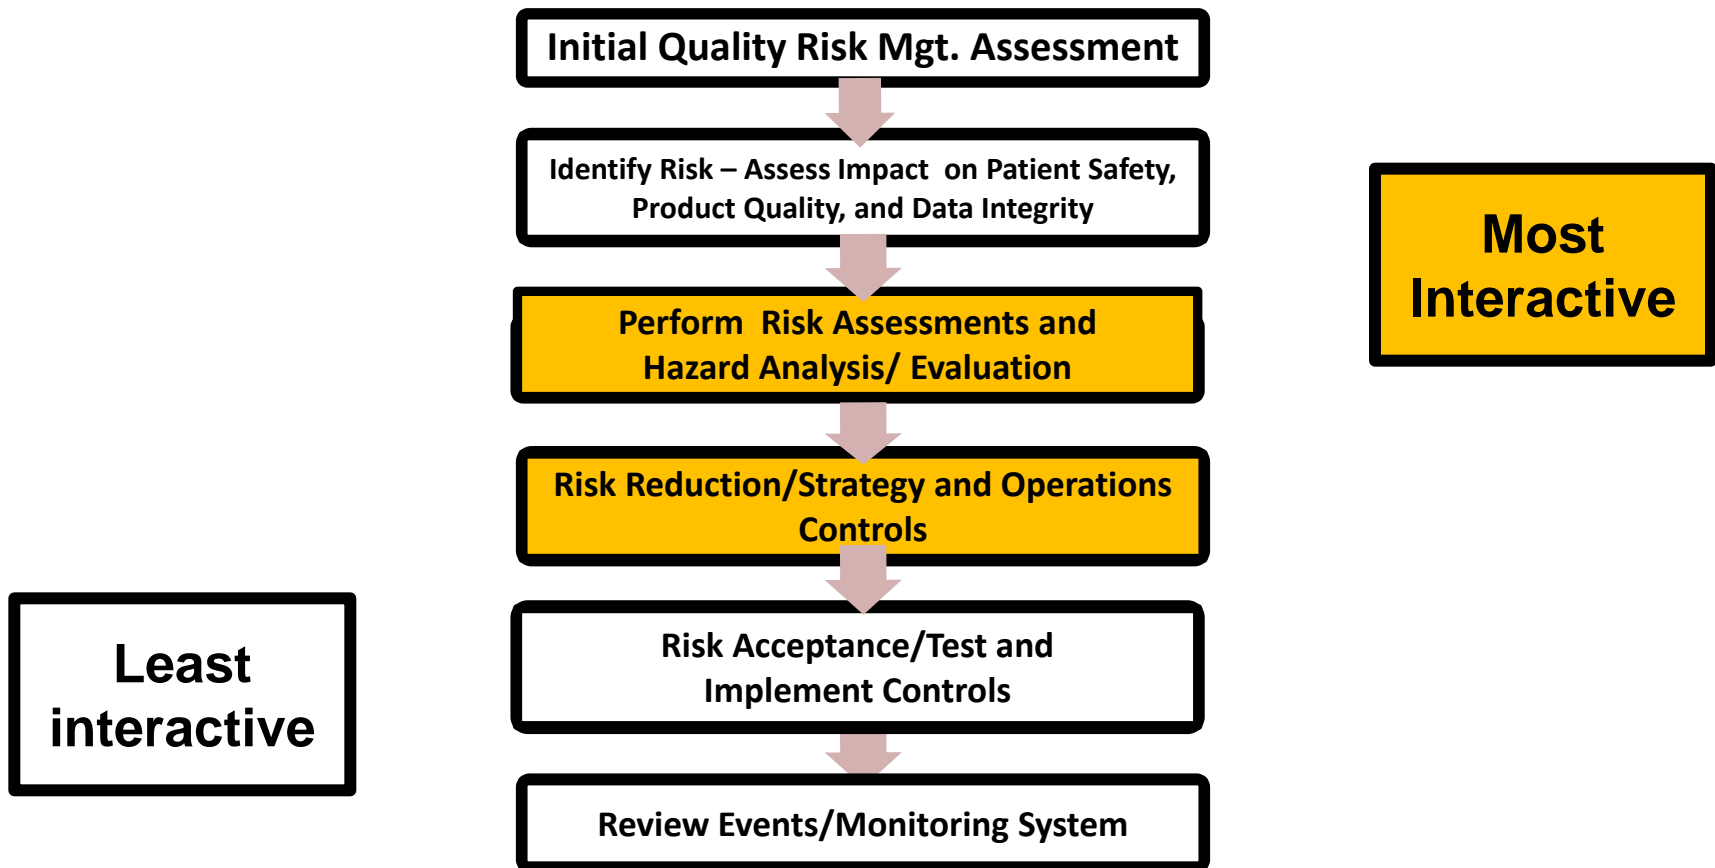 Initial Quality Risk Mgt. Assessment
Identify Risk – Assess Impact on Patient Safety,
Product Quality, and Data Integrity
Most
Interactive
Perform Risk Assessments and
Hazard Analysis/ Evaluation
Risk Reduction/Strategy and Operations
Controls
Least
interactive
Risk Acceptance/Test and
Implement Controls
Review Events/Monitoring System